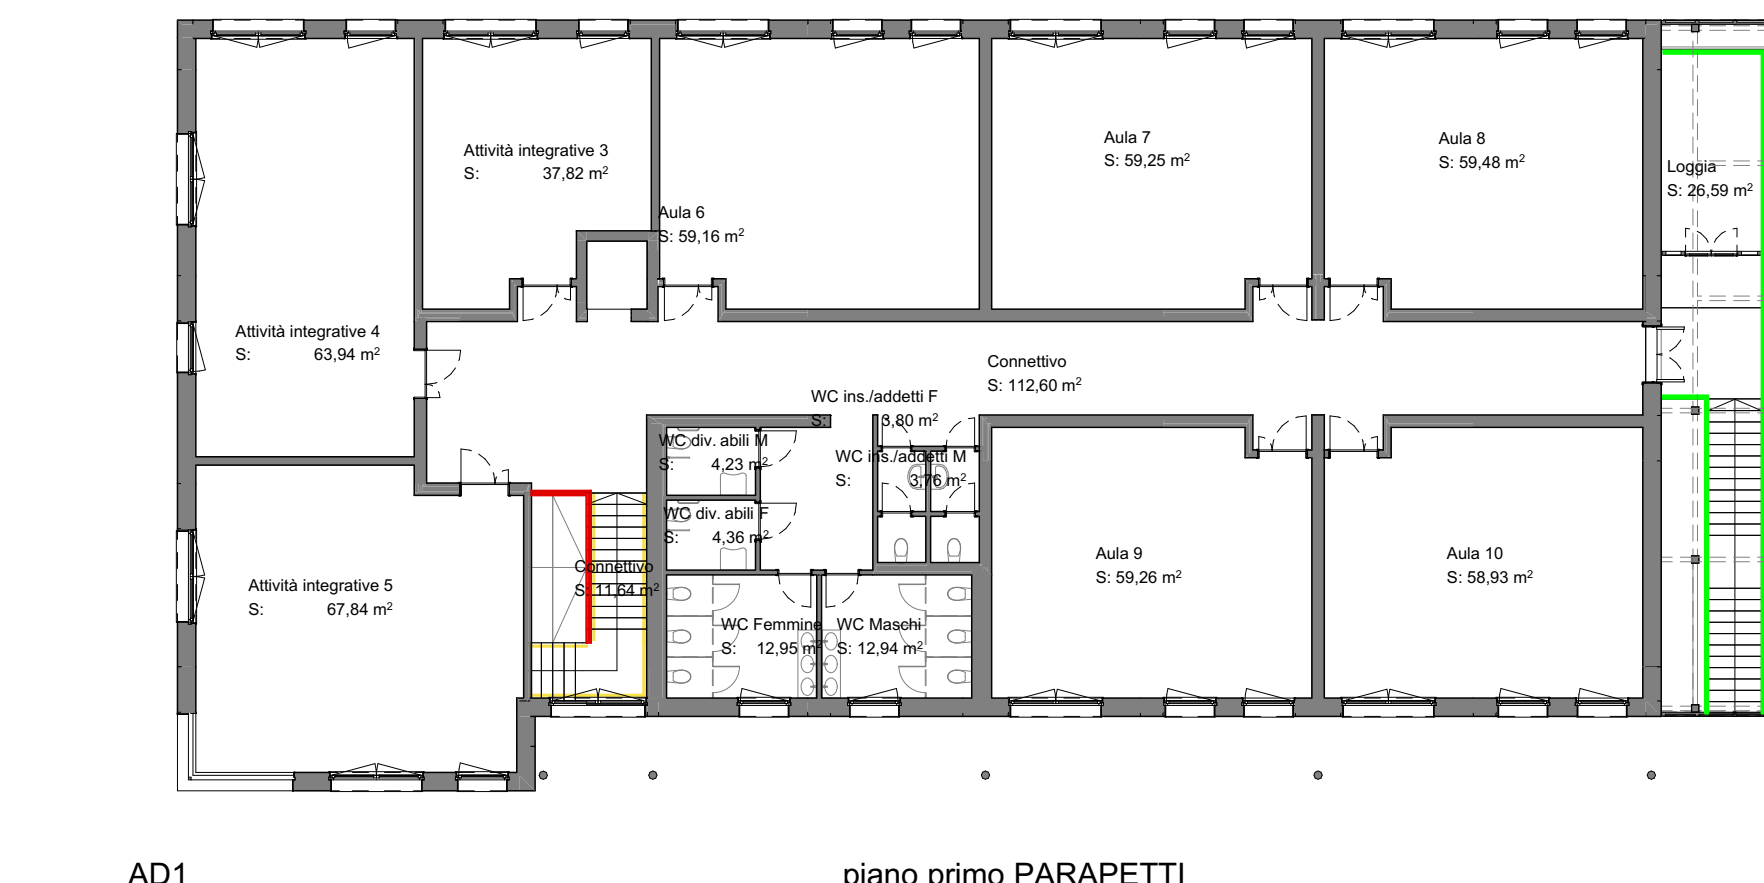 Attività integrative 3
S: 37,82 m²
Aula 6
S: 59,16 m²
Aula 7
S: 59,25 m²
Aula 8
S: 59,48 m²
Loggia
S: 26,59 m²
Attività integrative 4
S: 63,94 m²
Connettivo
S: 112,60 m²
WC ins./addetti F
S: 3,80 m²
WC div. abili M
S: 4,23 m²
WC ins./addetti M
S: 3,76 m²
WC div. abili F
S: 4,36 m²
Connettivo
S: 11,64 m²
Attività integrative 5
S: 67,84 m²
WC Femmine
S: 12,95 m²
WC Maschi
S: 12,94 m²
Aula 9
S: 59,26 m²
Aula 10
S: 58,93 m²
AD1
piano primo PARAPETTI